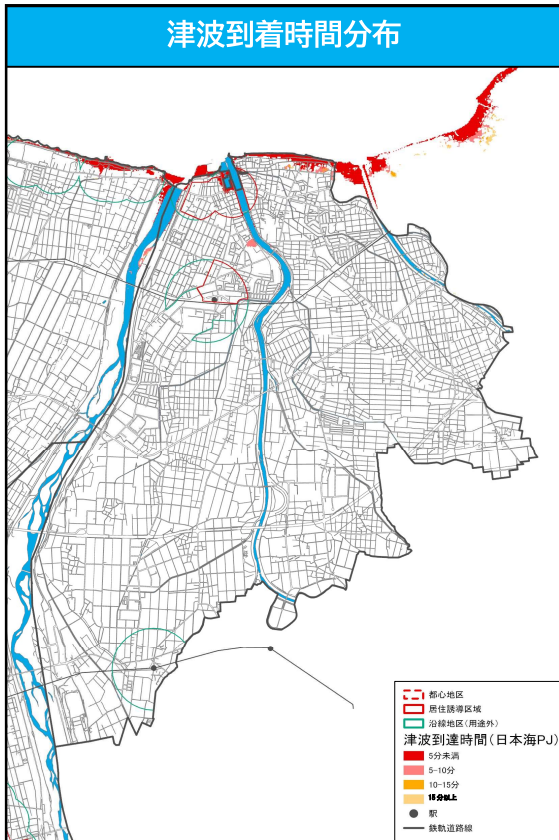 津波到着時間分布
都心地区
居住誘導区域
沿線地区(用途外)
津波到達時間(日本海PJ)
5分未満
5-10分
10-15分
15分以上
駅
鉄軌道路線